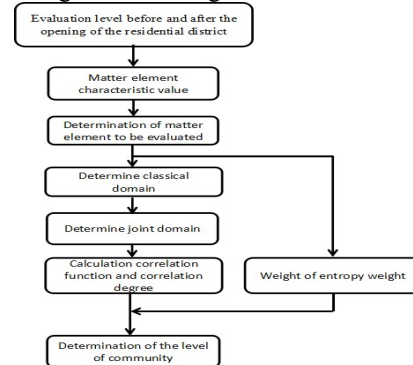 Evaluation level before and after the
opening of the residential district
Matter element
characteristic value
Determination of matter
element to be evaluated
Determine classical
domain
Determine joint domain
Calculation correlation
function and correlation
degree
Weight of entropy weight
Determination of the level
of community